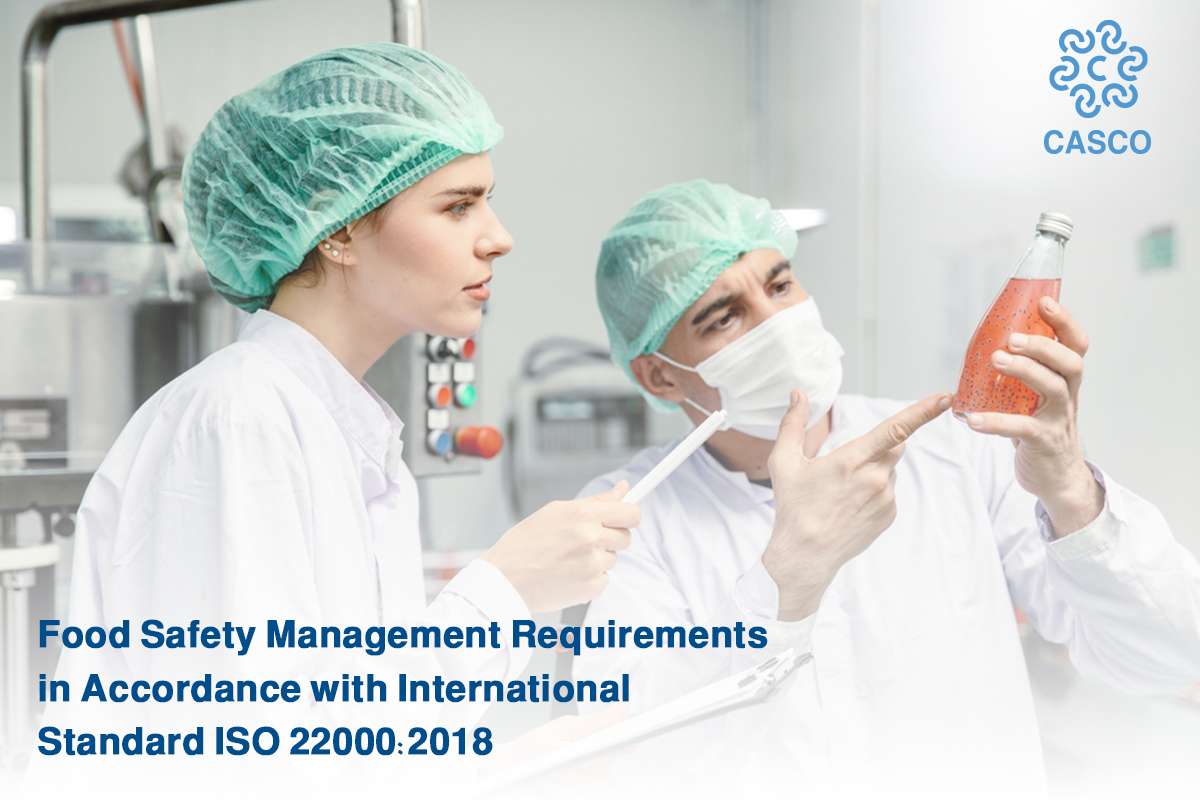 C
CASCO
Food Safety Management Requirements
in Accordance with International
Standard ISO 22000:2018